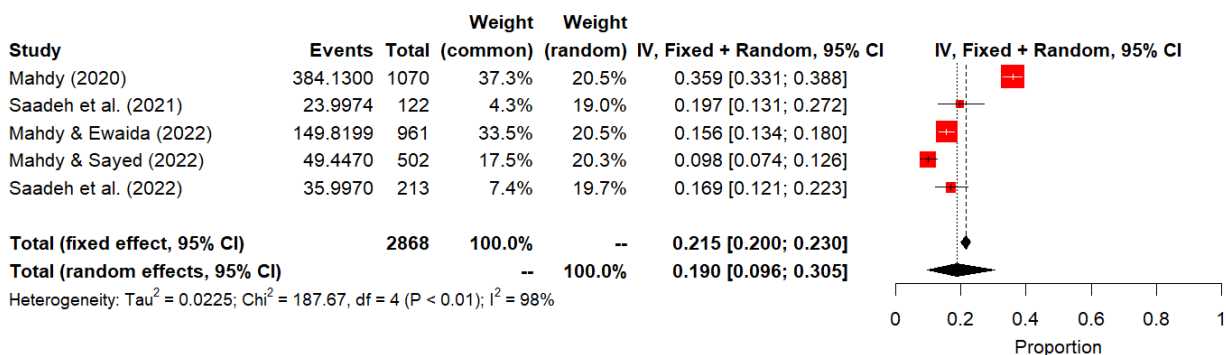 Weight Weight
Study Events Total (common) (random) IV, Fixed + Random, 95% CI IV, Fixed + Random, 95% CI
Mahdy (2020) 384.1300 1070 37.3% 20.5% 0.359 [0.331; 0.388]
Saadeh et al. (2021) 23.9974 122 4.3% 19.0% 0.197 [0.131; 0.272]
Mahdy & Ewaida (2022) 149.8199 961 33.5% 20.5% 0.156 [0.134; 0.180]
Mahdy & Sayed (2022) 49.4470 502 17.5% 20.3% 0.098 [0.074; 0.126]
Saadeh et al. (2022) 35.9970 213 7.4% 19.7% 0.169 [0.121; 0.223]
Total (fixed effect, 95% CI) 2868 100.0% -- 0.215 [0.200; 0.230]
Total (random effects, 95% CI) -- 100.0% 0.190 [0.096; 0.305]
Heterogeneity: Tau² = 0.0225; Chi² = 187.67, df = 4 (P < 0.01); I² = 98%
0 0.2 0.4 0.6 0.8 1
Proportion